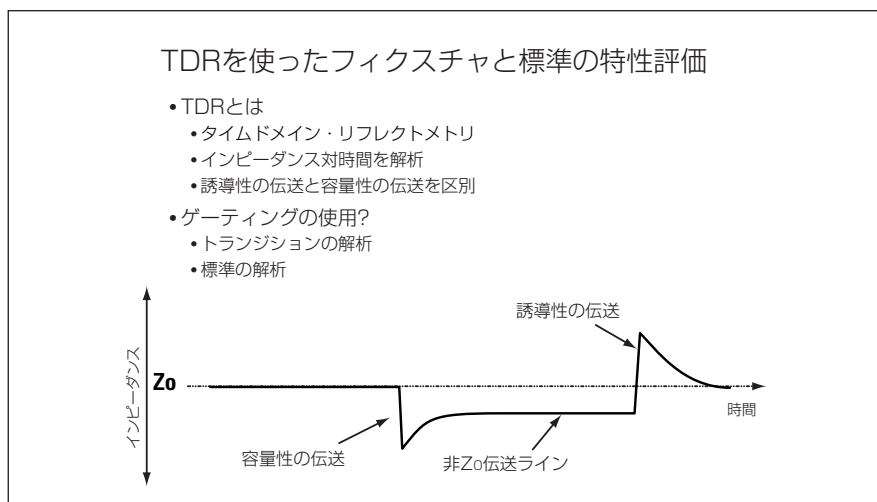 TDRを使ったフィクスチャと標準の特性評価
•TDRとは
•タイムドメイン・リフレクトメトリ
•インピーダンス対時間を解析
•誘導性の伝送と容量性の伝送を区別
•ゲーティングの使用?
•トランジションの解析
•標準の解析
誘導性の伝送
インピーダンス
Zo
時間
容量性の伝送
非Zo伝送ライン